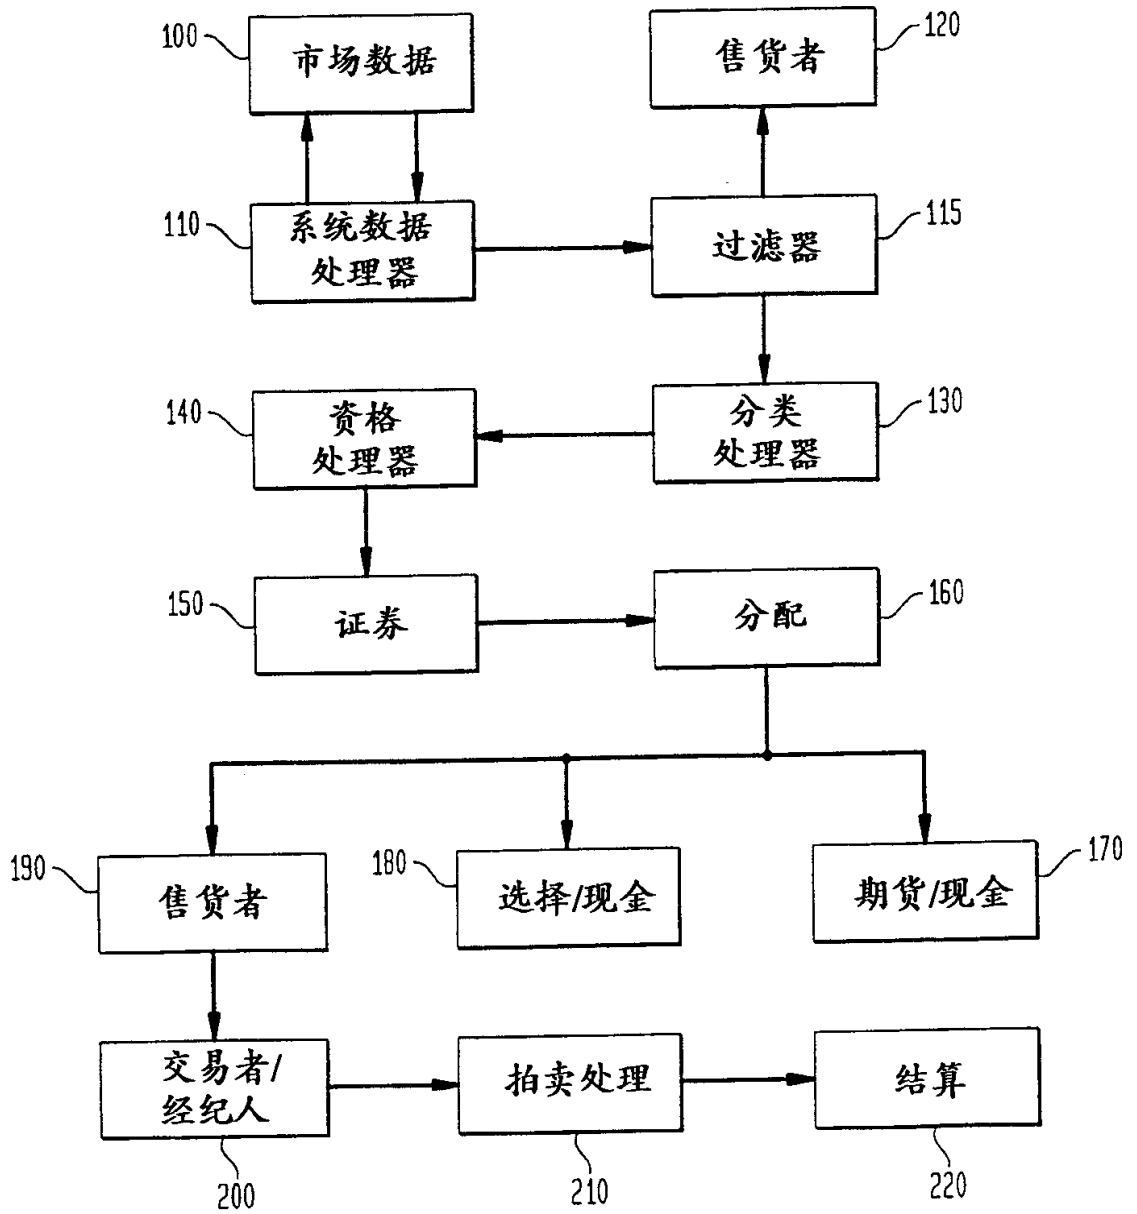 100
市场数据
售货者
120
110
系统数据
处理器
过滤器
115
140
资格
处理器
分类
处理器
130
150
证券
分配
160
190
售货者
180
选择/现金
期货/现金
170
交易者/
经纪人
拍卖处理
结算
200
210
220